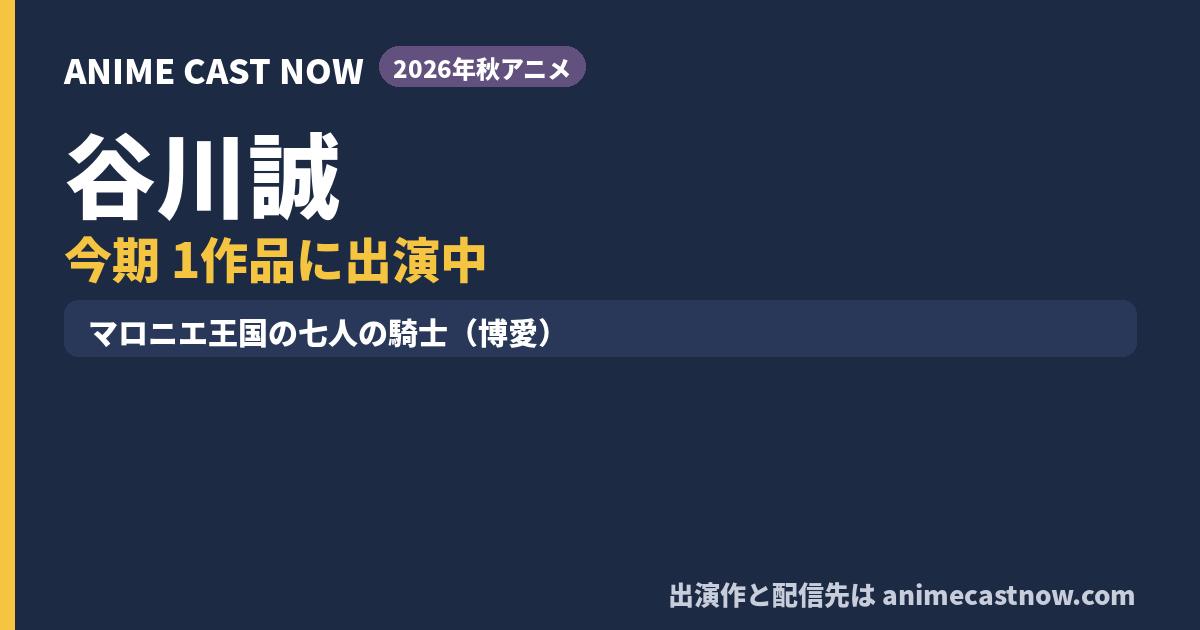 ANIME CAST NOW 2026年秋アニメ
谷川誠
今期 1作品に出演中
マロニエ王国の七人の騎士（博愛）
出演作と配信先は animecastnow.com